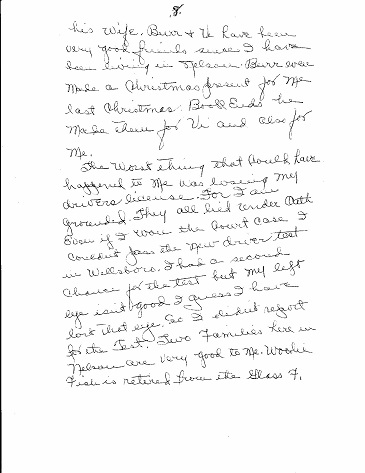 8.
his wife. Burr & Vi have been
very good friends since I have
been living in Nelson. Burr even
made a Christmas present for me
last Christmas. Book Ends he
made them for Vi and also for
me.
The worst thing that could have
happened to me was loseing my
drivers license. For I am
grounded. They all lied under Oath
Even if I won the court case I
couldnt pass the new driver test
in Wellsboro. I had a second
chance for the test but my left
eye isn't good I guess I have
lost that eye. So I didnt report
for the test. Two Families here in
Nelson are very good to me. Woodie
Fish is retired from the Glass F.